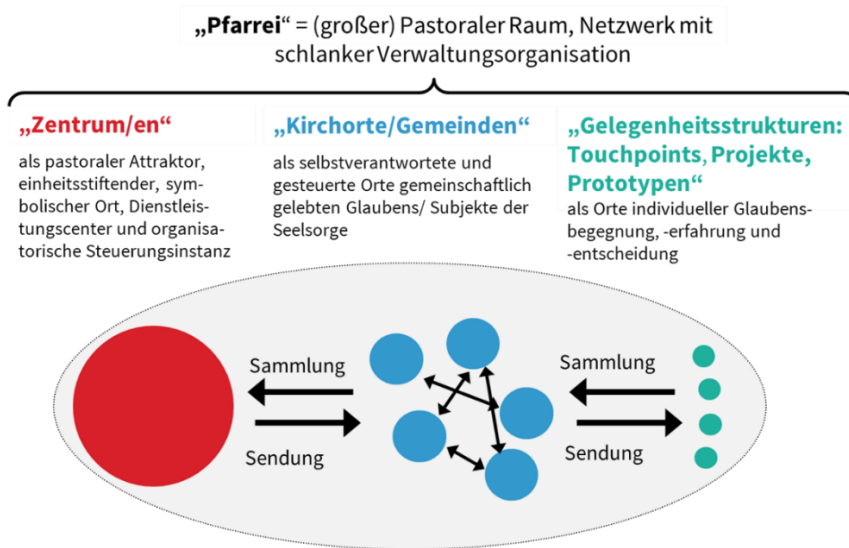 „Pfarrei“ = (großer) Pastoraler Raum, Netzwerk mit
schlanker Verwaltungsorganisation
„Zentrum/en“
als pastoraler Attraktor,
einheitsstiftender, sym-
bolischer Ort, Dienstleis-
tungscenter und organisa-
torische Steuerungsinstanz
„Kirchorte/Gemeinden“
als selbstverantwortete und
gesteuerte Orte gemeinschaftlich
gelebten Glaubens/ Subjekte der
Seelsorge
„Gelegenheitsstrukturen:
Touchpoints, Projekte,
Prototypen“
als Orte individueller Glaubens-
begegnung, -erfahrung und
-entscheidung
Sammlung
Sendung
Sammlung
Sendung